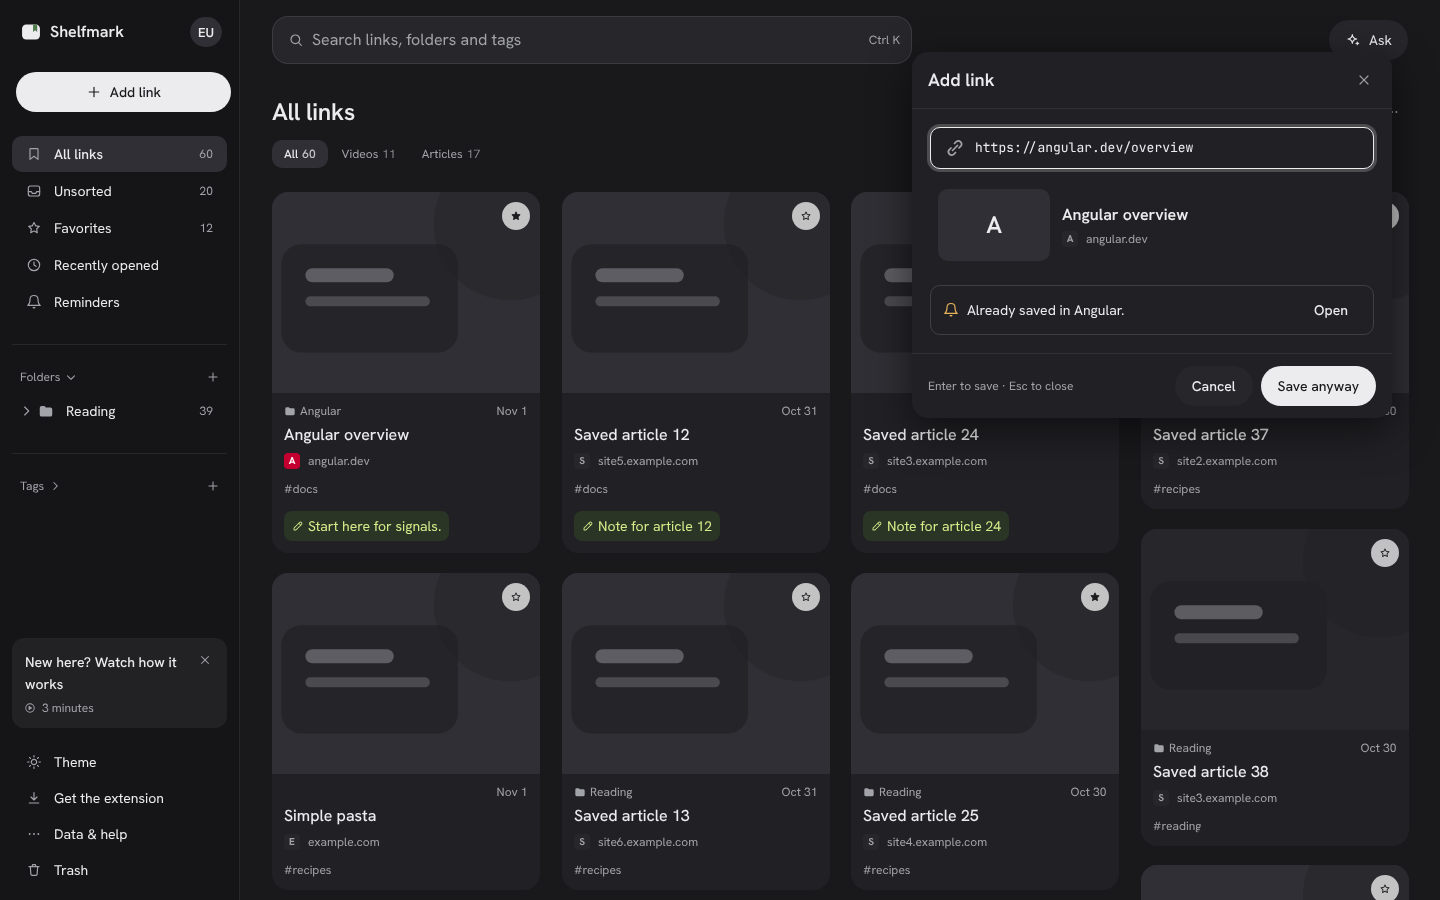 Shelfmark
EU
Add link
All links 60
Unsorted 20
Favorites 12
Recently opened
Reminders
Folders
Reading 39
Tags
New here? Watch how it
works
3 minutes
Theme
Get the extension
Data & help
Trash
Search links, folders and tags Ctrl K
Ask
All links
All 60 Videos 11 Articles 17
Angular Nov 1
Angular overview
A angular.dev
#docs
Start here for signals.
Oct 31
Saved article 12
S site5.example.com
#docs
Note for article 12
Saved article 24
S site3.example.com
#docs
Note for article 24
30
Saved article 37
S site2.example.com
#recipes
Nov 1
Simple pasta
E example.com
#recipes
Reading Oct 31
Saved article 13
S site6.example.com
#recipes
Reading Oct 30
Saved article 25
S site4.example.com
#recipes
Reading Oct 30
Saved article 38
S site3.example.com
#reading
Add link
https://angular.dev/overview
A
Angular overview
A angular.dev
Already saved in Angular. Open
Enter to save · Esc to close Cancel Save anyway